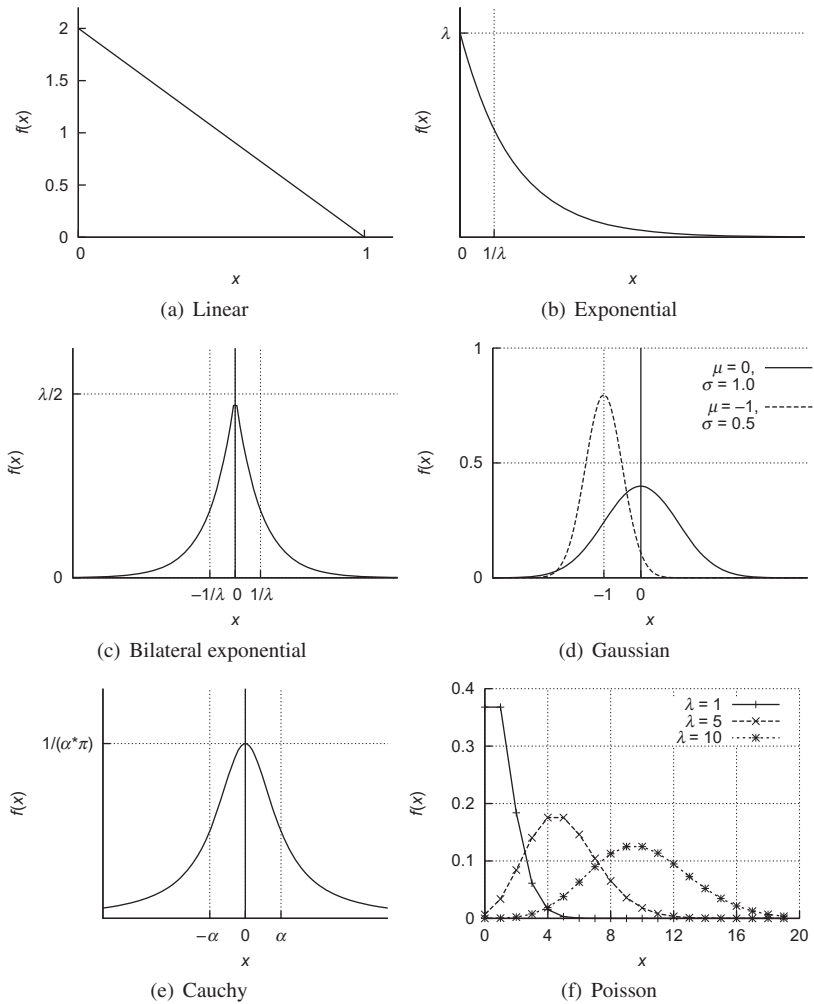 2
1.5
1
0.5
0
0
1
f(x)
x
(a) Linear
λ
f(x)
0
1/λ
x
(b) Exponential
λ/2
f(x)
0
–1/λ
0
1/λ
x
(c) Bilateral exponential
1
0.5
0
f(x)
μ = 0,
σ = 1.0
μ = –1,
σ = 0.5
–1
0
x
(d) Gaussian
1/(α*π)
f(x)
–α
0
α
x
(e) Cauchy
0.4
0.3
0.2
0.1
0
f(x)
λ = 1
λ = 5
λ = 10
0
4
8
12
16
20
x
(f) Poisson